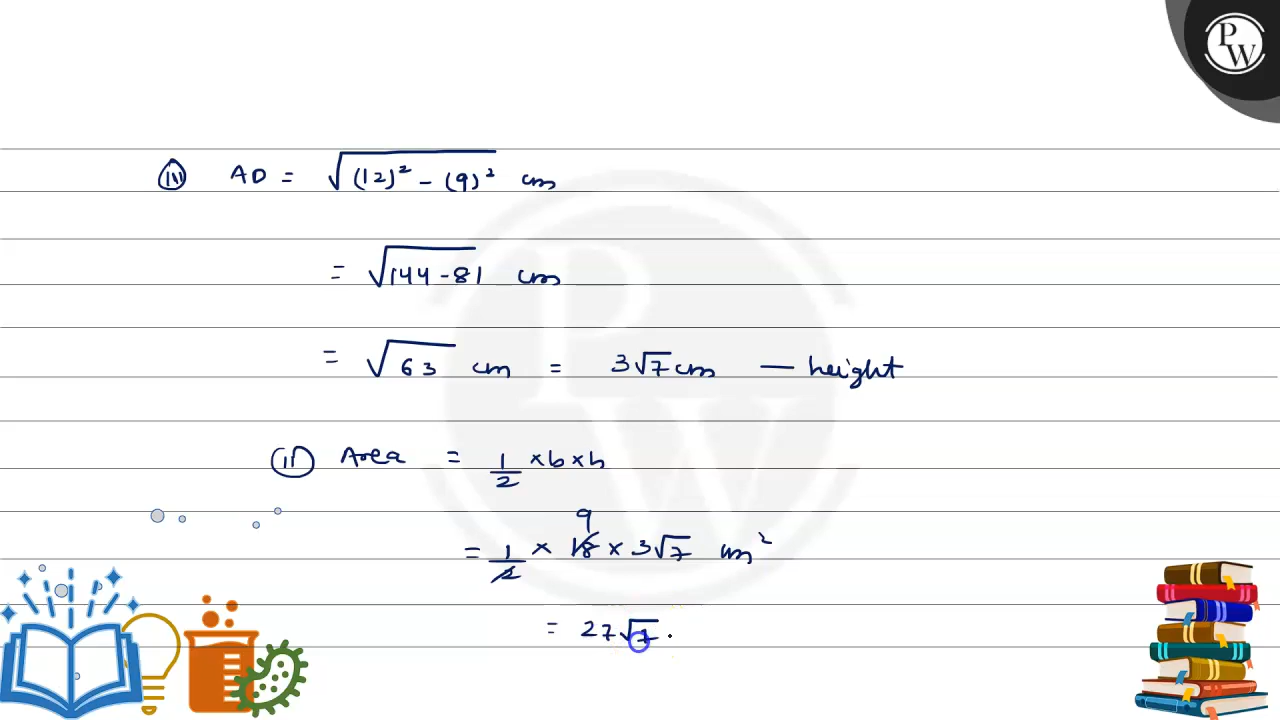 PW
(iii) AD = √(12)² - (9)² cm
= √144 - 81 cm
= √63 cm = 3√7 cm — height
(ii) Area = 1/2 × b × h
9
= 1/2 × 18 × 3√7 cm²
= 27√7